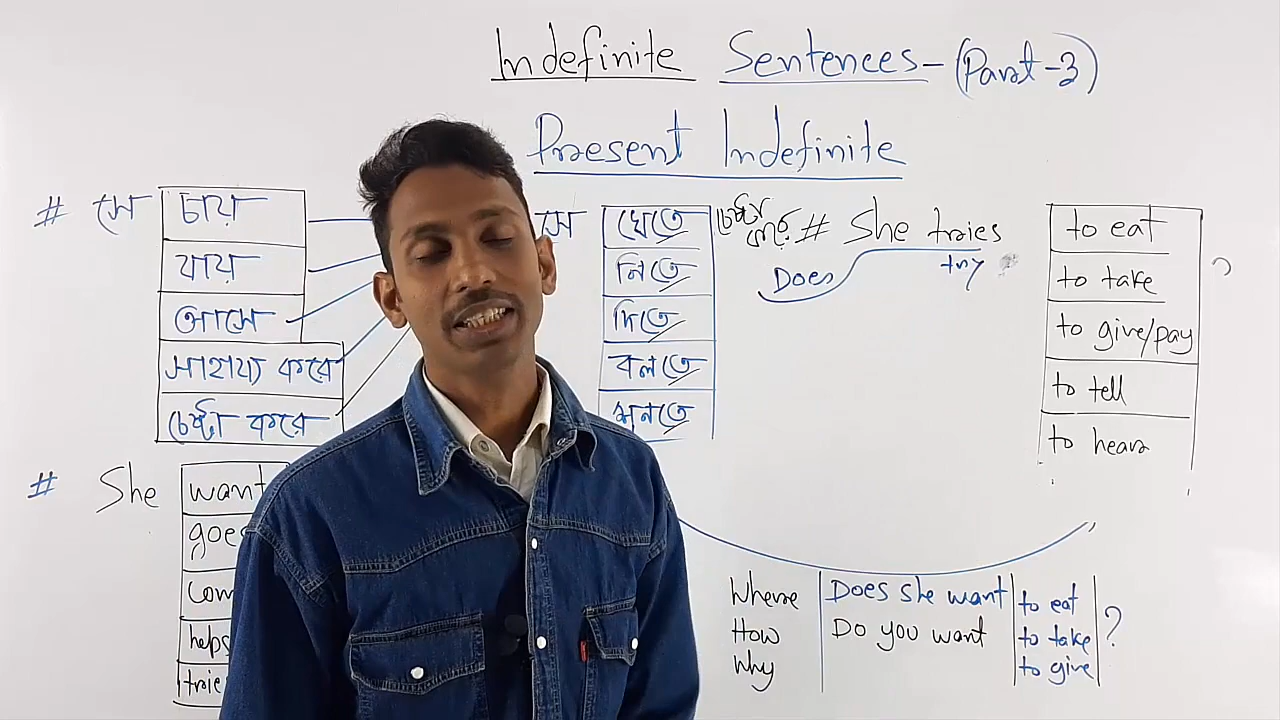 Indefinite Sentences - (Part-3)
Present Indefinite
# সে চায়
যায়
আসে
সাহায্য করে
চেষ্টা করে
সে খেতে চেষ্টা করে
নিতে
দিতে
বলতে
শুনতে
# She tries
Does try
to eat
to take
to give/pay
to tell
to hear
?
# She want
goe
Com
helps
trie
Where Does she want to eat
How Do you want to take ?
Why to give